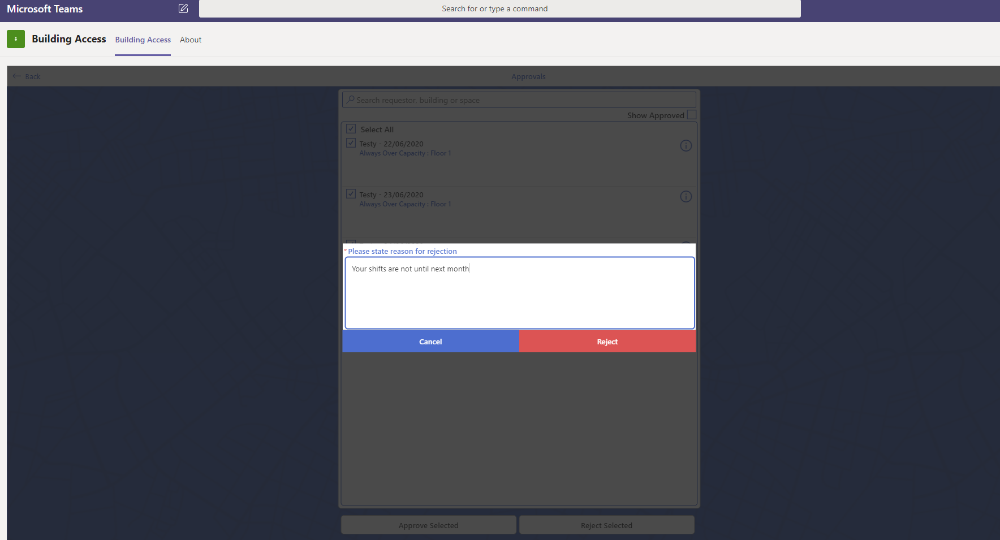 Microsoft Teams
Search for or type a command
Building Access
Building Access
About
Back
Approvals
Search requestor, building or space
Show Approved
Select All
Testy - 22/06/2020
Always Over Capacity : Floor 1
Testy - 23/06/2020
Always Over Capacity : Floor 1
* Please state reason for rejection
Your shifts are not until next month
Cancel
Reject
Approve Selected
Reject Selected